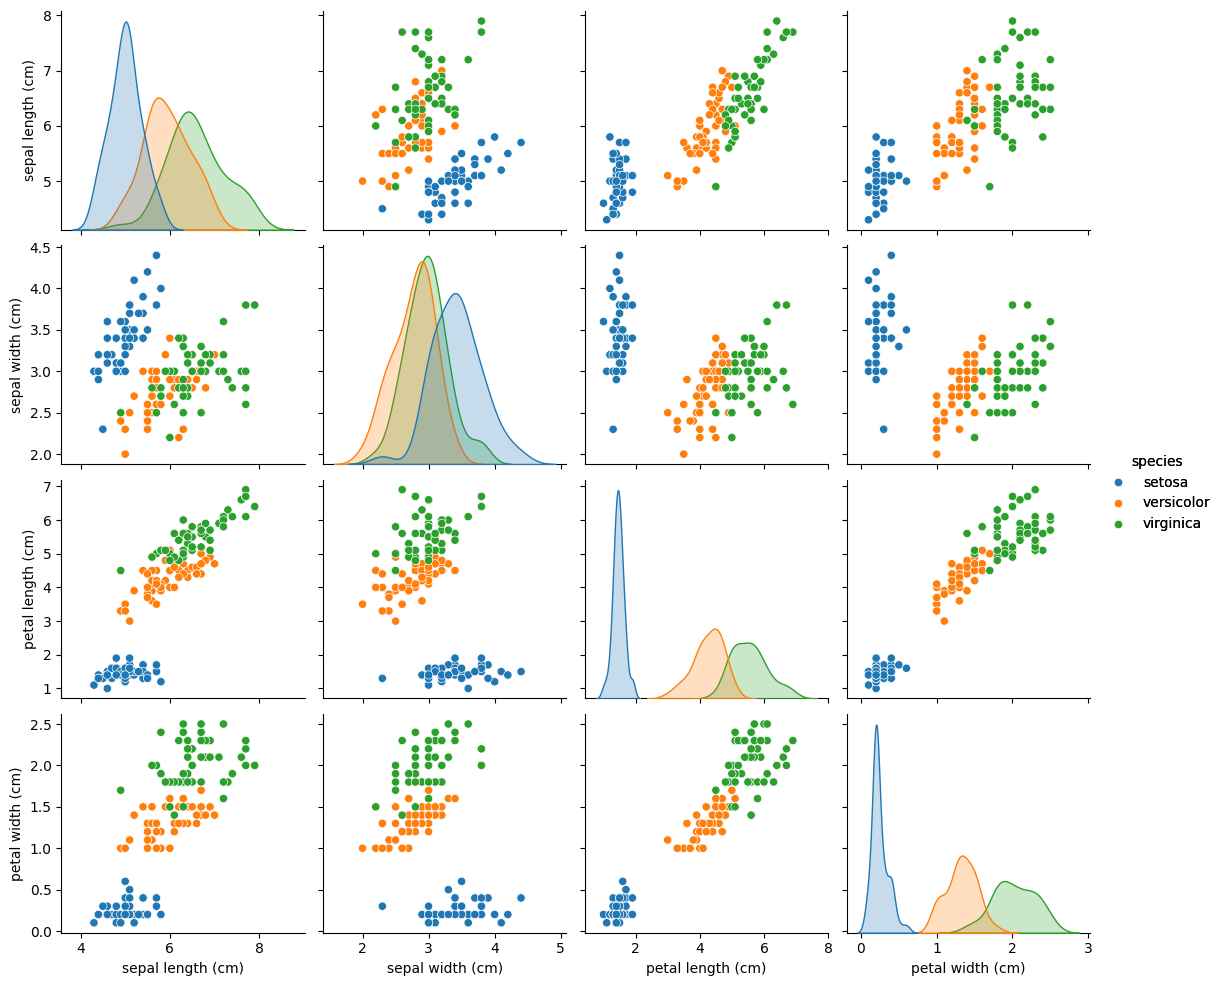 8
7
6
5
sepal length (cm)
4.5
4.0
3.5
3.0
2.5
2.0
sepal width (cm)
species
setosa
versicolor
virginica
7
6
5
4
3
2
1
petal length (cm)
2.5
2.0
1.5
1.0
0.5
0.0
petal width (cm)
4 6 8
2 3 4 5
2 4 6 8
0 1 2 3
sepal length (cm)
sepal width (cm)
petal length (cm)
petal width (cm)